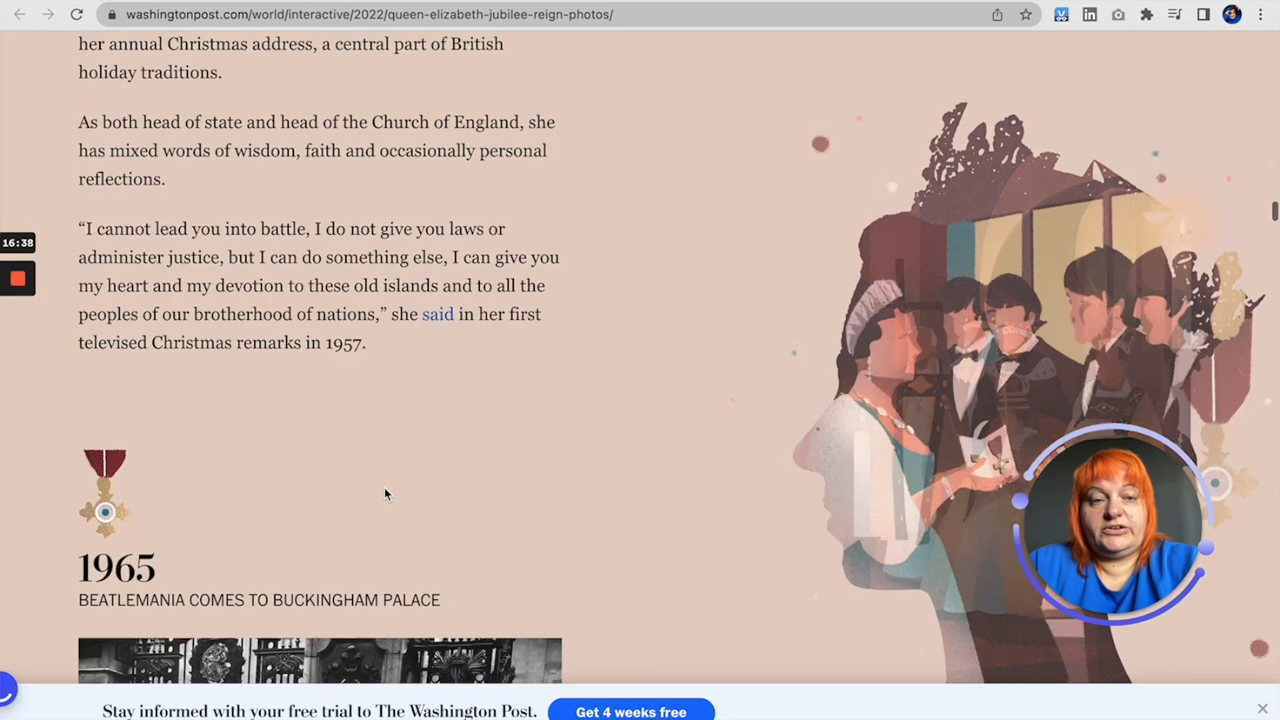 washingtonpost.com/world/interactive/2022/queen-elizabeth-jubilee-reign-photos/
her annual Christmas address, a central part of British
holiday traditions.
As both head of state and head of the Church of England, she
has mixed words of wisdom, faith and occasionally personal
reflections.
“I cannot lead you into battle, I do not give you laws or
administer justice, but I can do something else, I can give you
my heart and my devotion to these old islands and to all the
peoples of our brotherhood of nations,” she said in her first
televised Christmas remarks in 1957.
16:38
1965
BEATLEMANIA COMES TO BUCKINGHAM PALACE
Stay informed with your free trial to The Washington Post.
Get 4 weeks free